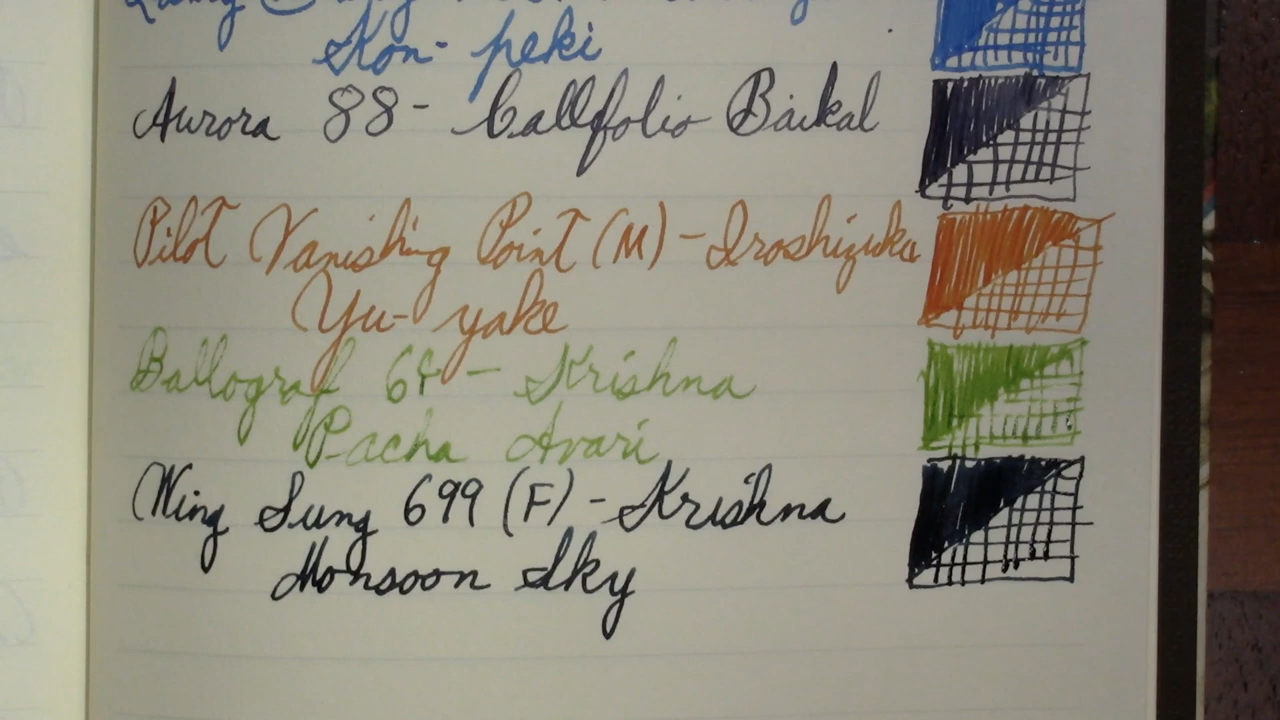 Kon-peki
Aurora 88 - Callifolio Baikal
Pilot Vanishing Point (M) - Iroshizuku
Yu-yake
Ballograf - Krishna
Pacha Avari
Wing Sung 699 (F) - Krishna
Monsoon Sky